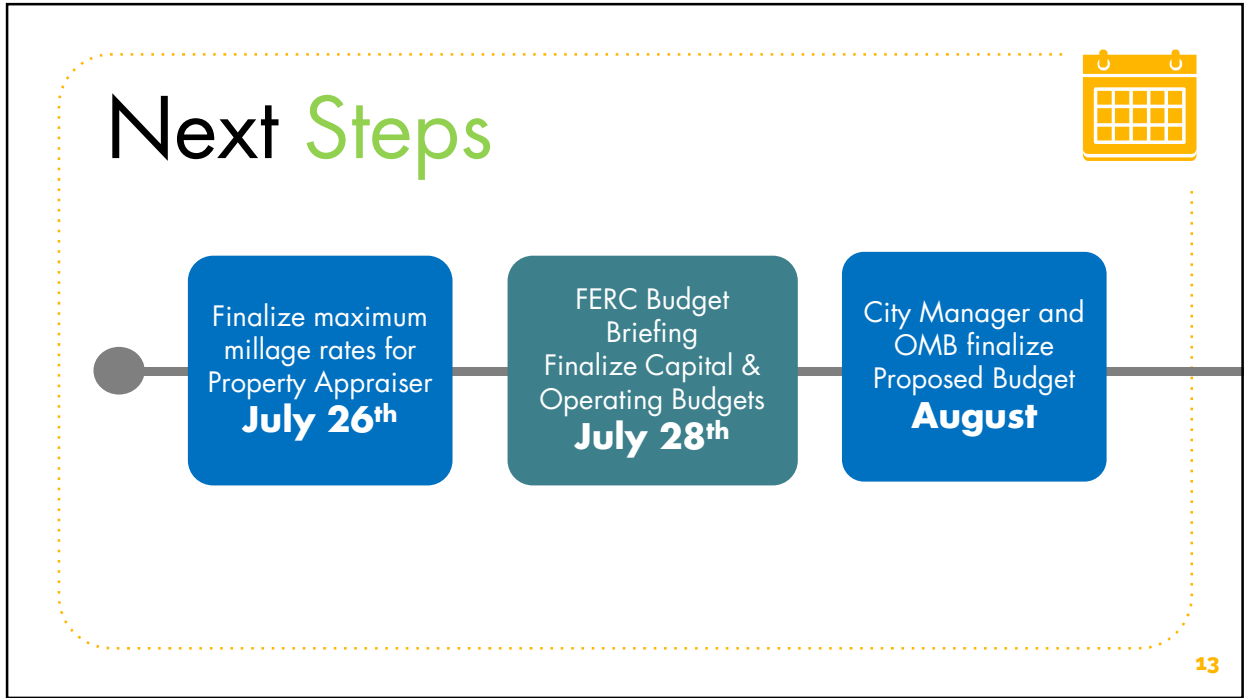 Next Steps
Finalize maximum
millage rates for
Property Appraiser
July 26th
FERC Budget
Briefing
Finalize Capital &
Operating Budgets
July 28th
City Manager and
OMB finalize
Proposed Budget
August
13